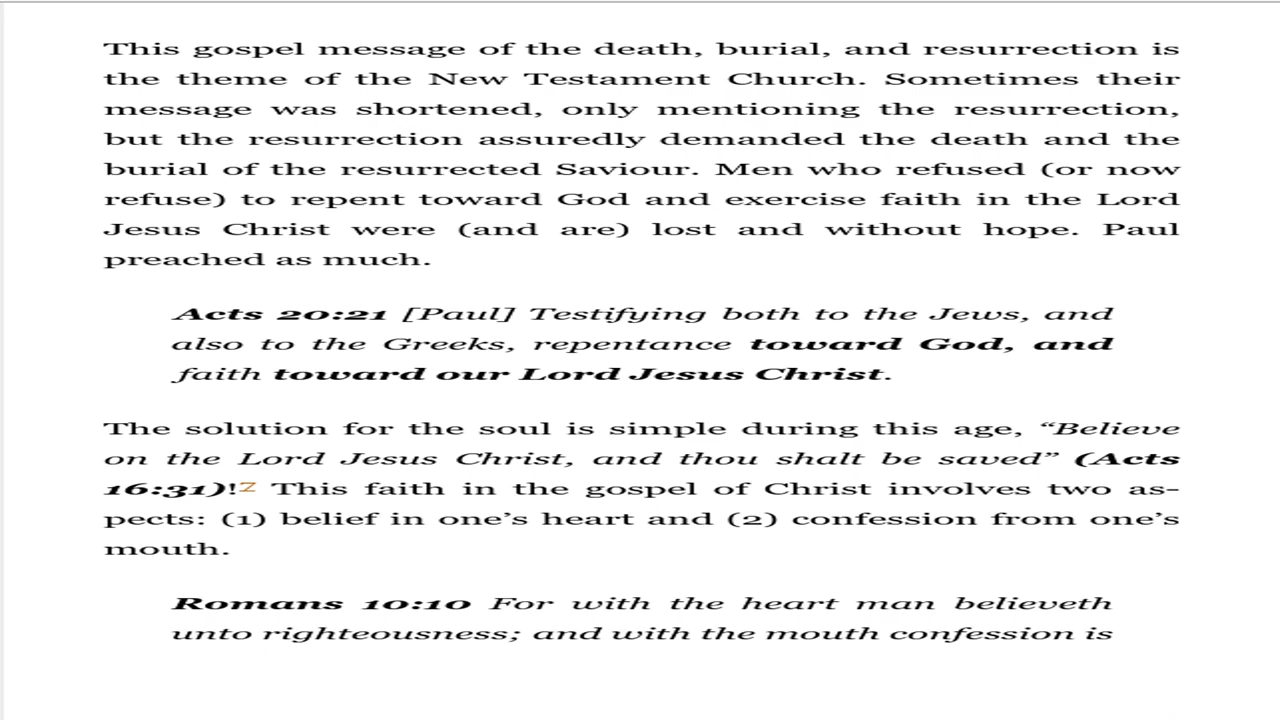 This gospel message of the death, burial, and resurrection is
the theme of the New Testament Church. Sometimes their
message was shortened, only mentioning the resurrection,
but the resurrection assuredly demanded the death and the
burial of the resurrected Saviour. Men who refused (or now
refuse) to repent toward God and exercise faith in the Lord
Jesus Christ were (and are) lost and without hope. Paul
preached as much.
Acts 20:21 [Paul] Testifying both to the Jews, and
also to the Greeks, repentance toward God, and
faith toward our Lord Jesus Christ.
The solution for the soul is simple during this age, “Believe
on the Lord Jesus Christ, and thou shalt be saved” (Acts
16:31)!7 This faith in the gospel of Christ involves two as-
pects: (1) belief in one’s heart and (2) confession from one’s
mouth.
Romans 10:10 For with the heart man believeth
unto righteousness; and with the mouth confession is